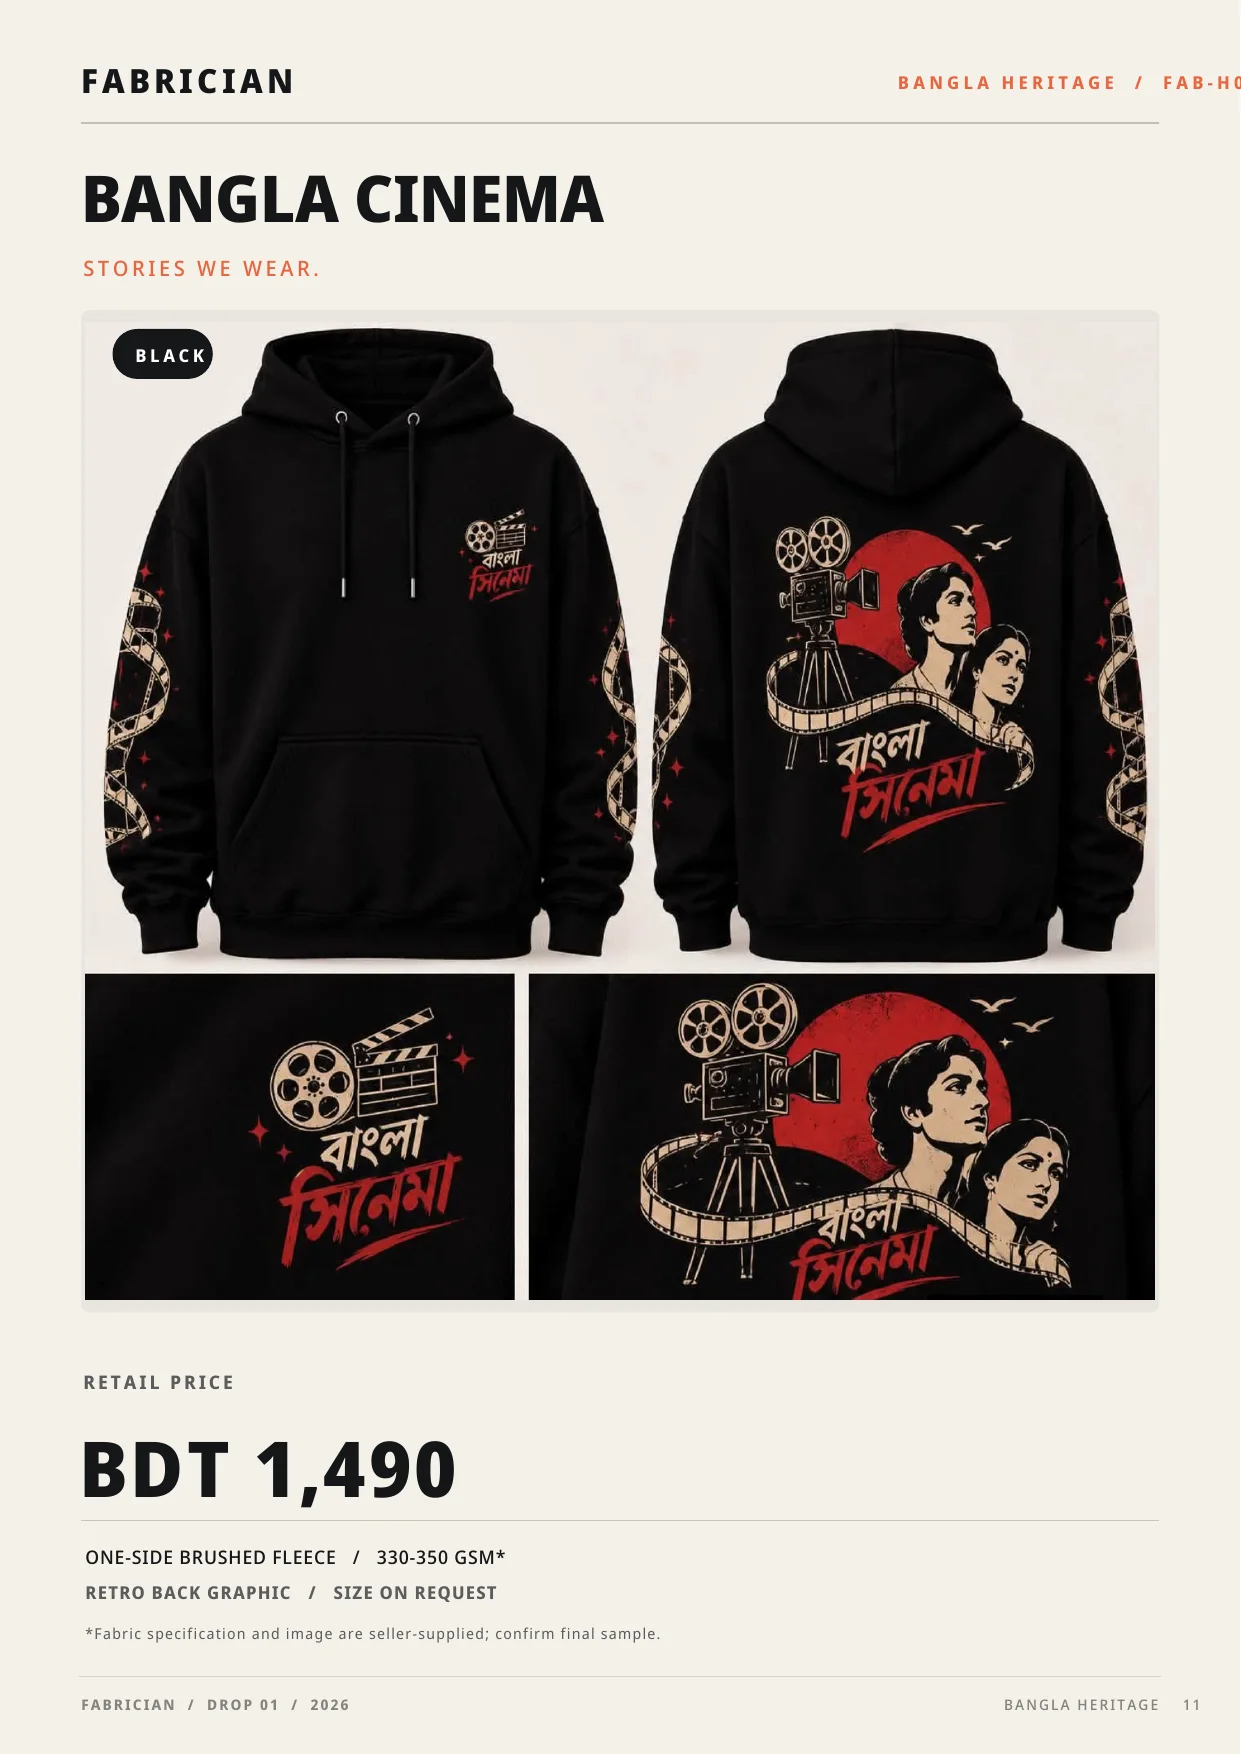 FABRICIAN
BANGLA HERITAGE / FAB-H0
BANGLA CINEMA
STORIES WE WEAR.
BLACK
বাংলা
সিনেমা
বাংলা
সিনেমা
বাংলা
সিনেমা
বাংলা
সিনেমা
RETAIL PRICE
BDT 1,490
ONE-SIDE BRUSHED FLEECE / 330-350 GSM*
RETRO BACK GRAPHIC / SIZE ON REQUEST
*Fabric specification and image are seller-supplied; confirm final sample.
FABRICIAN / DROP 01 / 2026
BANGLA HERITAGE 11